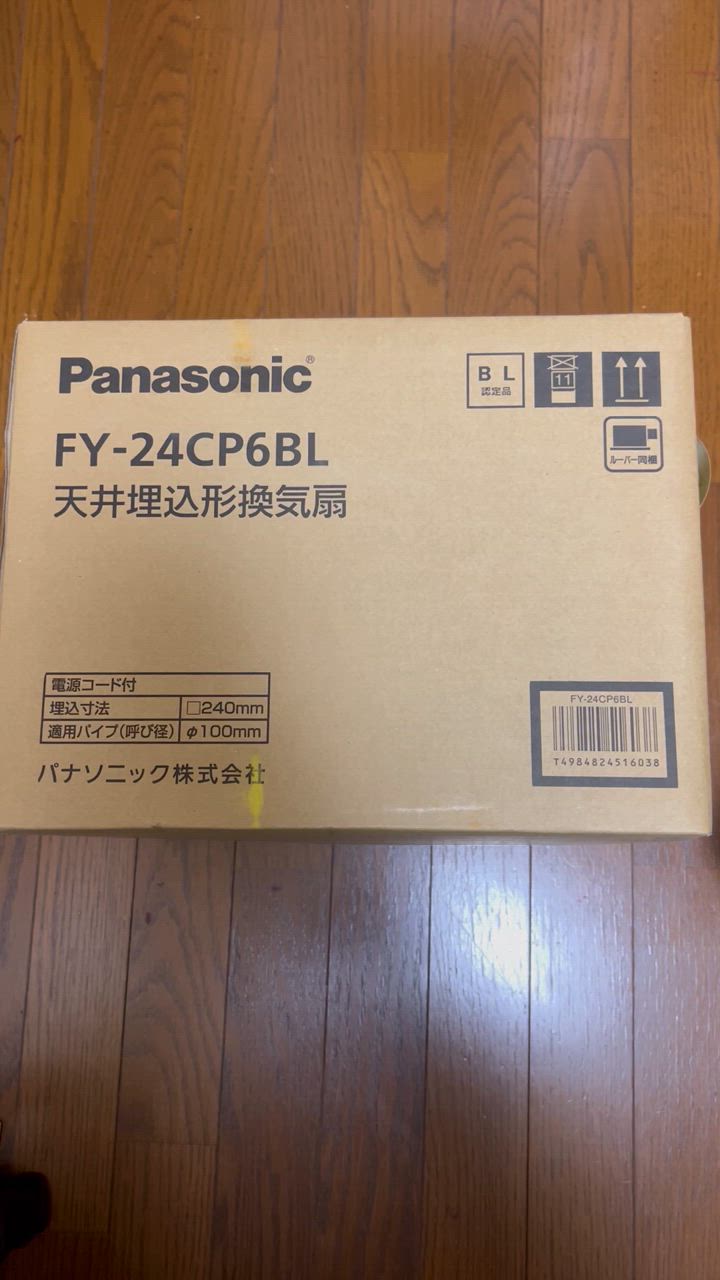 Panasonic®
B L
認定品
11
FY-24CP6BL
ルーバー同梱
天井埋込形換気扇
電源コード付
埋込寸法 □240mm
適用パイプ(呼び径) φ100mm
パナソニック株式会社
FY-24CP6BL
T4984824516038